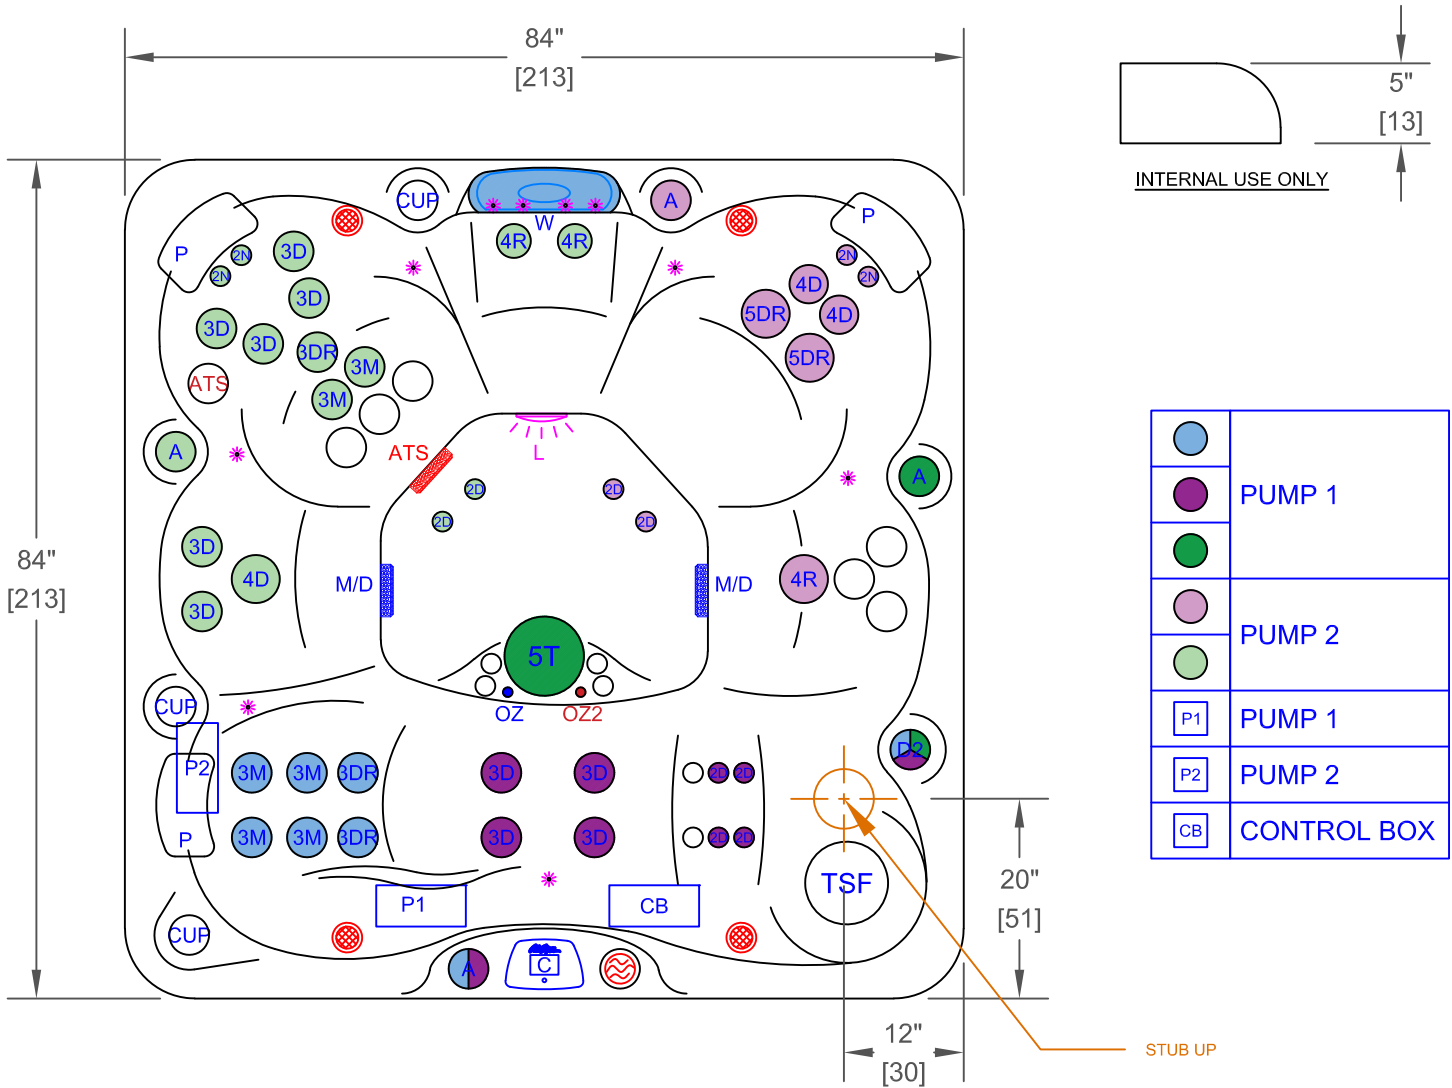 84"
[213]
5"
[13]
INTERNAL USE ONLY
CUP
A
W
4R
4R
P
P
2N
2N
3D
3D
3D
3D
3DR
3M
3M
ATS
2N
2N
4D
4D
5DR
5DR
A
A
ATS
L
2D
2D
2D
2D
3D
3D
4D
M/D
M/D
4R
84"
[213]
5T
OZ
OZ2
CUP
P2
P
D2
3M
3M
3DR
3D
3D
2D
2D
3M
3M
3DR
3D
3D
2D
2D
TSF
P1
CB
CUP
A
C
20"
[51]
12"
[30]
STUB UP
PUMP 1
PUMP 2
P1
PUMP 1
P2
PUMP 2
CB
CONTROL BOX